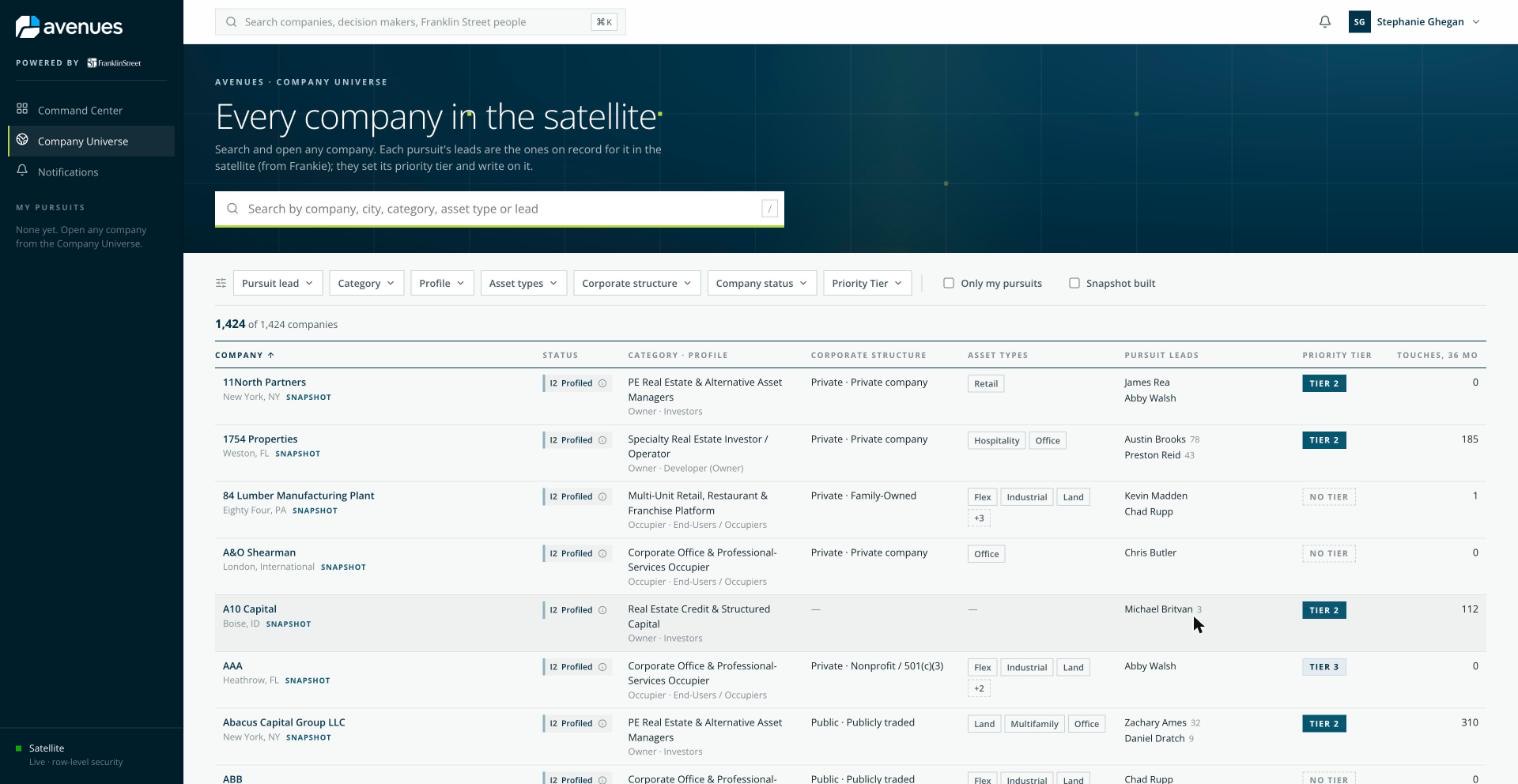 avenues
POWERED BY FranklinStreet
Command Center
Company Universe
Notifications
MY PURSUITS
None yet. Open any company
from the Company Universe.
Satellite
Live · row-level security
Search companies, decision makers, Franklin Street people ⌘K
SG Stephanie Ghegan
AVENUES · COMPANY UNIVERSE
Every company in the satellite
Search and open any company. Each pursuit's leads are the ones on record for it in the
satellite (from Frankie); they set its priority tier and write on it.
Search by company, city, category, asset type or lead /
Pursuit lead Category Profile Asset types Corporate structure Company status Priority Tier Only my pursuits Snapshot built
1,424 of 1,424 companies
COMPANY ↑ STATUS CATEGORY · PROFILE CORPORATE STRUCTURE ASSET TYPES PURSUIT LEADS PRIORITY TIER TOUCHES, 36 MO
11North Partners I2 Profiled PE Real Estate & Alternative Asset Private · Private company Retail James Rea TIER 2 0
New York, NY SNAPSHOT Managers Abby Walsh
Owner · Investors
1754 Properties I2 Profiled Specialty Real Estate Investor / Private · Private company Hospitality Office Austin Brooks 78 TIER 2 185
Weston, FL SNAPSHOT Operator Preston Reid 43
Owner · Developer (Owner)
84 Lumber Manufacturing Plant I2 Profiled Multi-Unit Retail, Restaurant & Private · Family-Owned Flex Industrial Land Kevin Madden NO TIER 1
Eighty Four, PA SNAPSHOT Franchise Platform +3 Chad Rupp
Occupier · End-Users / Occupiers
A&O Shearman I2 Profiled Corporate Office & Professional- Private · Private company Office Chris Butler NO TIER 0
London, International SNAPSHOT Services Occupier
Occupier · End-Users / Occupiers
A10 Capital I2 Profiled Real Estate Credit & Structured — — Michael Britvan 3 TIER 2 112
Boise, ID SNAPSHOT Capital
Owner · Investors
AAA I2 Profiled Corporate Office & Professional- Private · Nonprofit / 501(c)(3) Flex Industrial Land Abby Walsh TIER 3 0
Heathrow, FL SNAPSHOT Services Occupier +2
Occupier · End-Users / Occupiers
Abacus Capital Group LLC I2 Profiled PE Real Estate & Alternative Asset Public · Publicly traded Land Multifamily Office Zachary Ames 32 TIER 2 310
New York, NY SNAPSHOT Managers Daniel Dratch 9
Owner · Investors
ABB I2 Profiled Corporate Office & Professional- Public · Publicly traded Flex Industrial Land Chad Rupp NO TIER 0